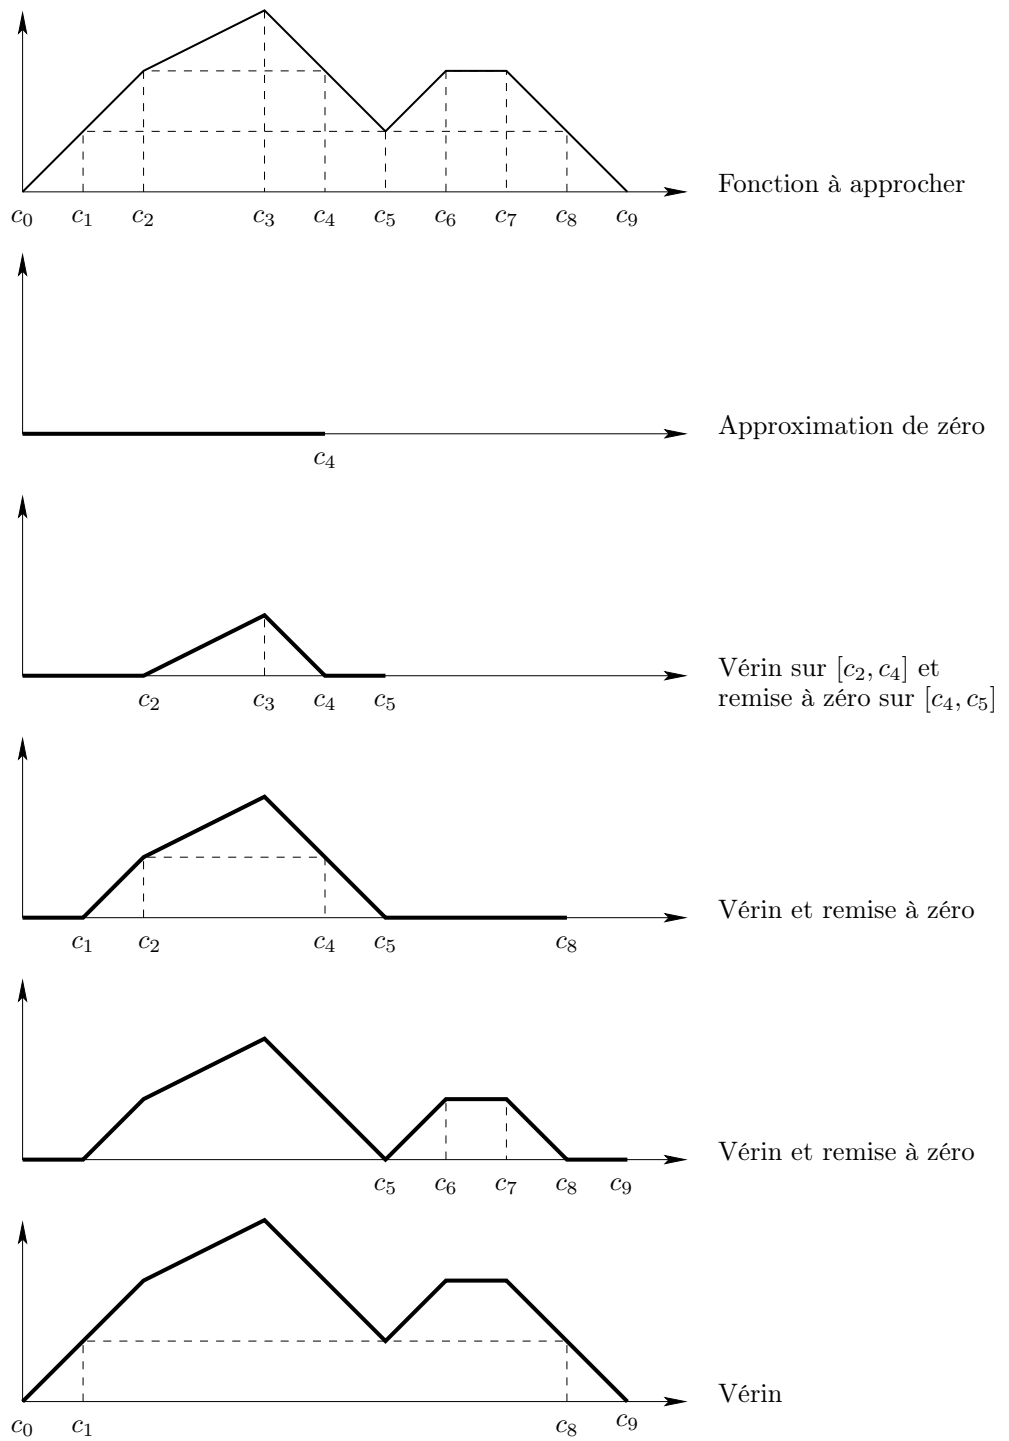 Fonction à approcher
c0 c1 c2 c3 c4 c5 c6 c7 c8 c9
Approximation de zéro
c4
Vérin sur [c2, c4] et
remise à zéro sur [c4, c5]
c2 c3 c4 c5
Vérin et remise à zéro
c1 c2 c4 c5 c8
Vérin et remise à zéro
c5 c6 c7 c8 c9
Vérin
c0 c1 c8 c9